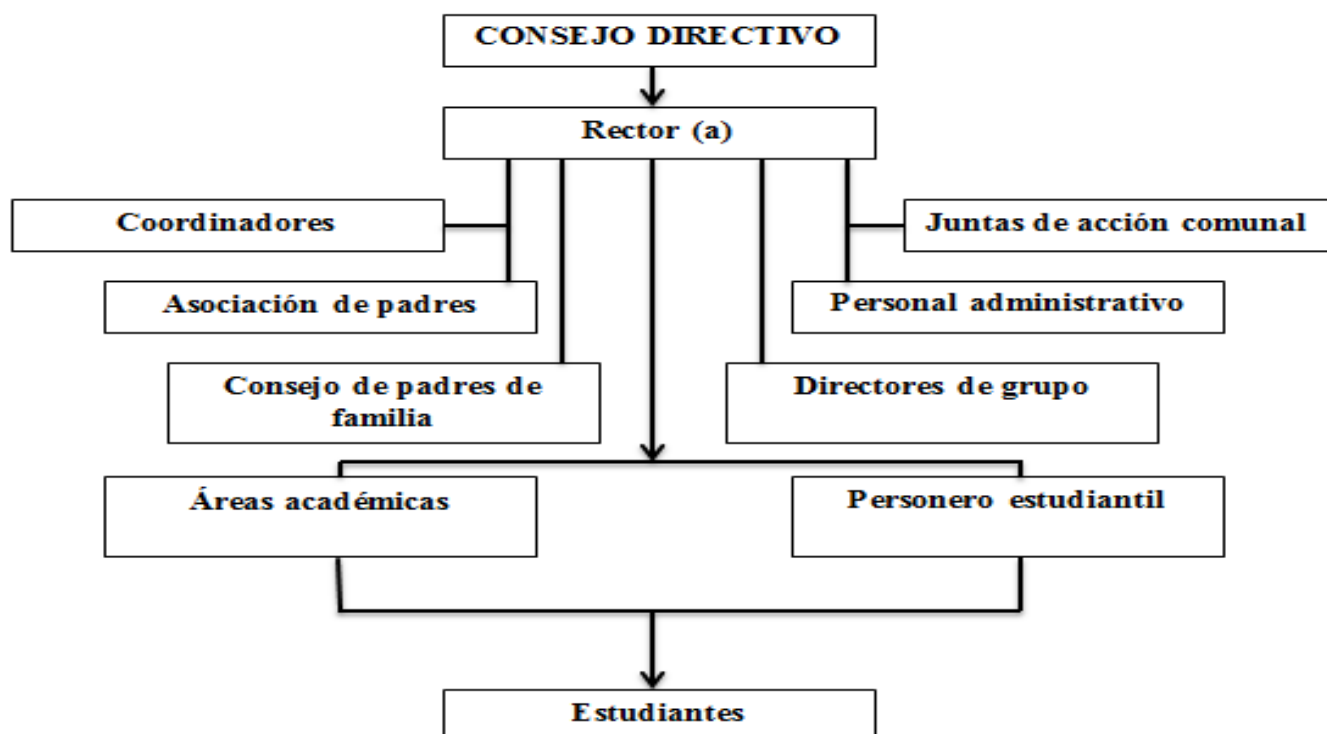 CONSEJO DIRECTIVO
Rector (a)
Coordinadores
Juntas de acción comunal
Asociación de padres
Personal administrativo
Consejo de padres de
familia
Directores de grupo
Áreas académicas
Personero estudiantil
Estudiantes